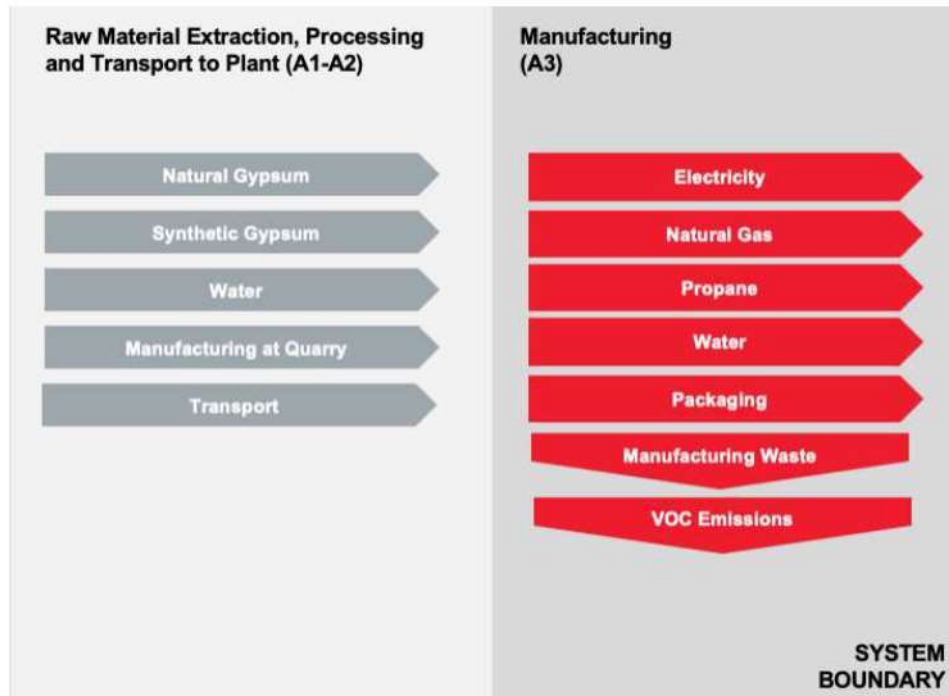 Raw Material Extraction, Processing
and Transport to Plant (A1-A2)
Natural Gypsum
Synthetic Gypsum
Water
Manufacturing at Quarry
Transport
Manufacturing
(A3)
Electricity
Natural Gas
Propane
Water
Packaging
Manufacturing Waste
VOC Emissions
SYSTEM
BOUNDARY